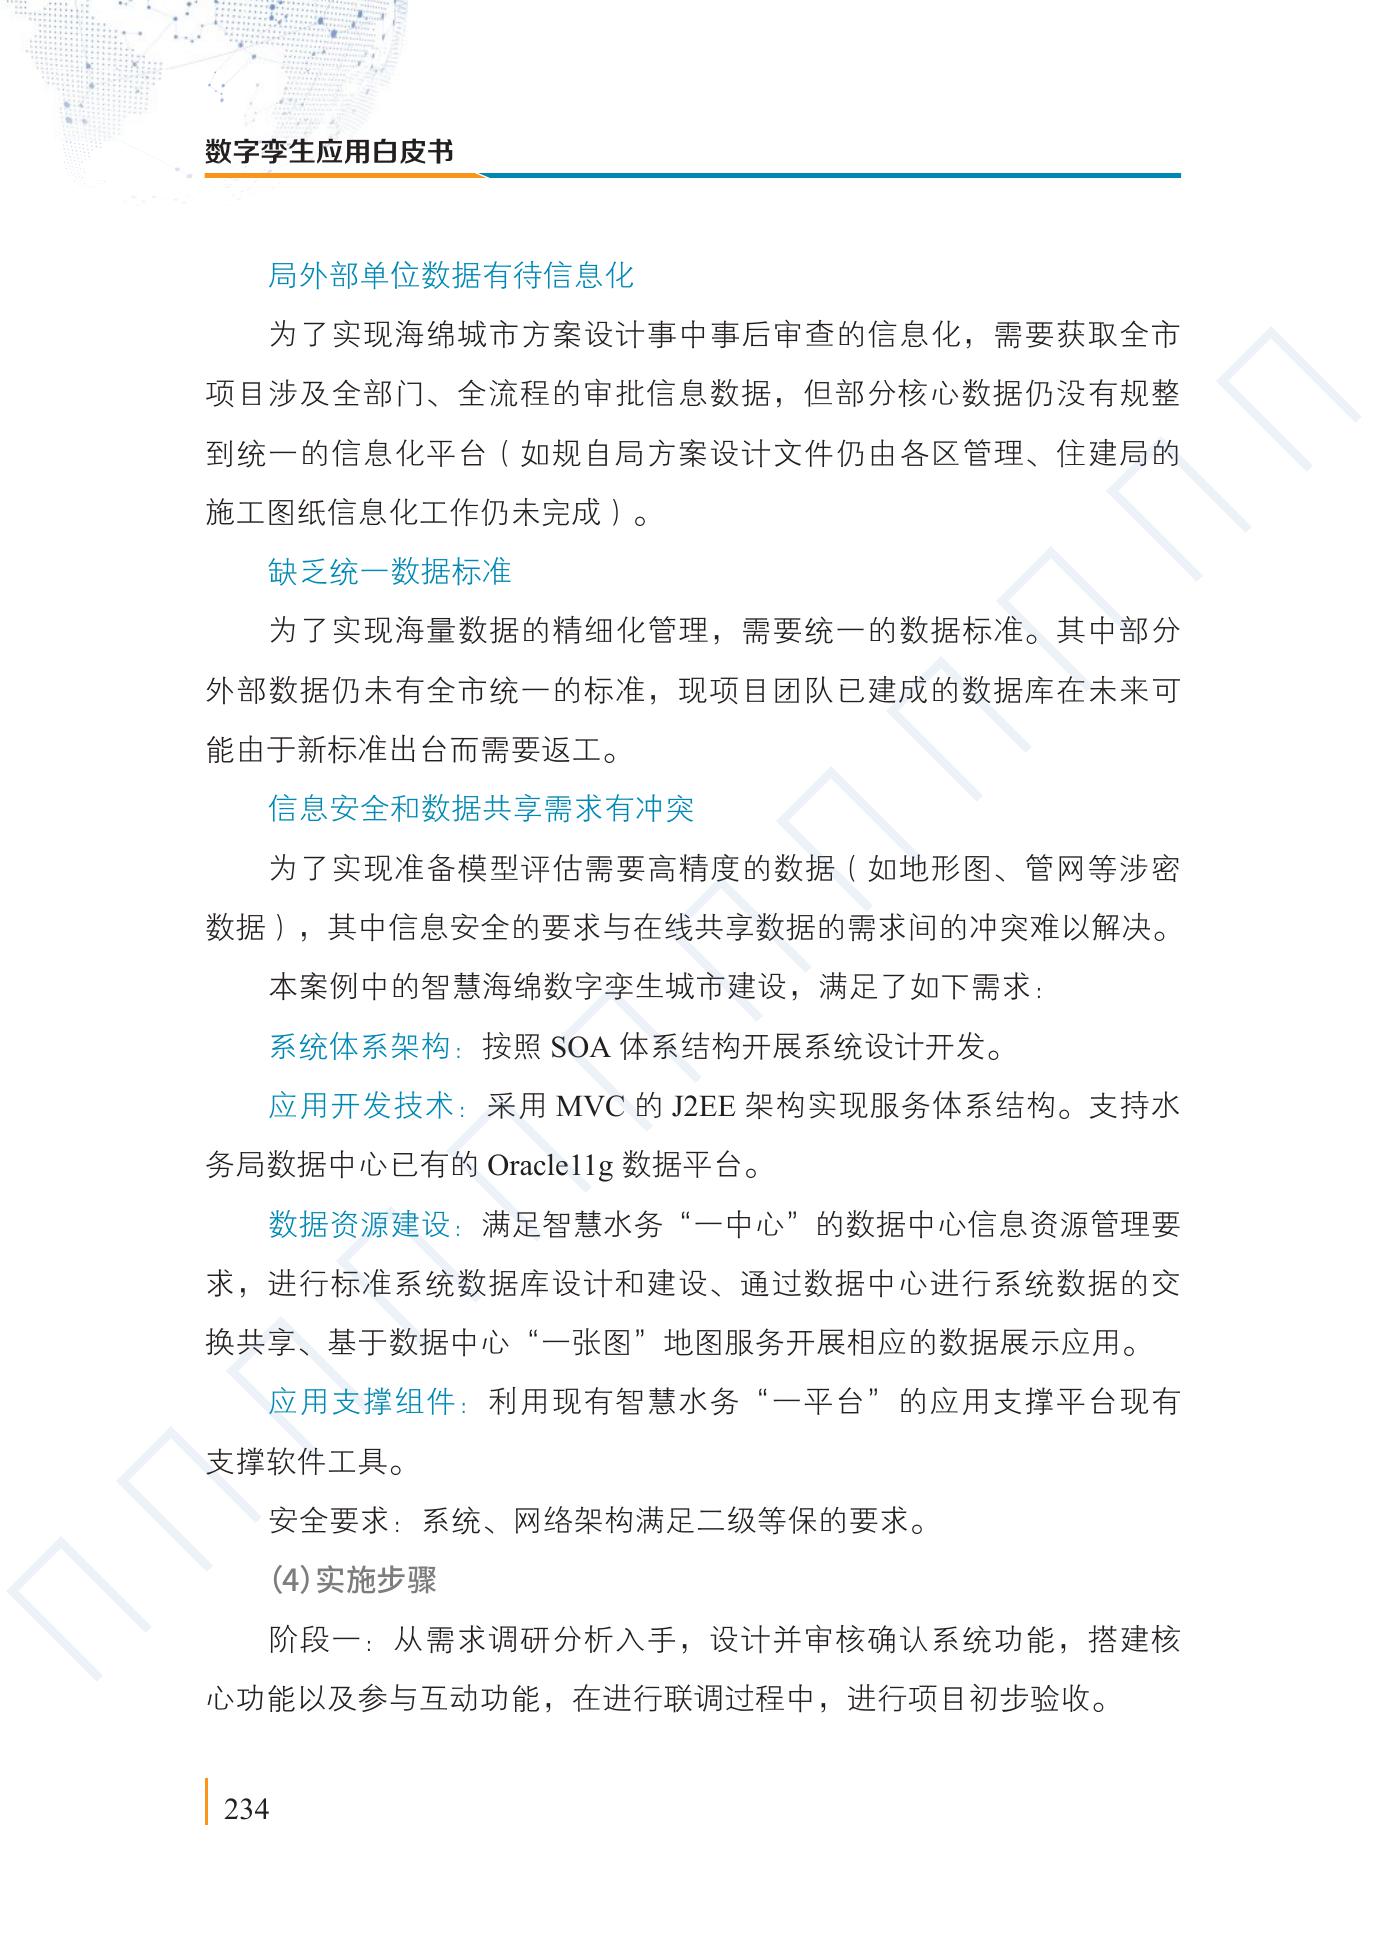 数字孪生应用白皮书
局外部单位数据有待信息化
为了实现海绵城市方案设计事中事后审查的信息化，需要获取全市
项目涉及全部门、全流程的审批信息数据，但部分核心数据仍没有规整
到统一的信息化平台（如规自局方案设计文件仍由各区管理、住建局的
施工图纸信息化工作仍未完成）。
缺乏统一数据标准
为了实现海量数据的精细化管理，需要统一的数据标准。其中部分
外部数据仍未有全市统一的标准，现项目团队已建成的数据库在未来可
能由于新标准出台而需要返工。
信息安全和数据共享需求有冲突
为了实现准备模型评估需要高精度的数据（如地形图、管网等涉密
数据），其中信息安全的要求与在线共享数据的需求间的冲突难以解决。
本案例中的智慧海绵数字孪生城市建设，满足了如下需求：
系统体系架构：按照 SOA 体系结构开展系统设计开发。
应用开发技术：采用 MVC 的 J2EE 架构实现服务体系结构。支持水
务局数据中心已有的 Oracle11g 数据平台。
数据资源建设：满足智慧水务“一中心”的数据中心信息资源管理要
求，进行标准系统数据库设计和建设、通过数据中心进行系统数据的交
换共享、基于数据中心“一张图”地图服务开展相应的数据展示应用。
应用支撑组件：利用现有智慧水务“一平台”的应用支撑平台现有
支撑软件工具。
安全要求：系统、网络架构满足二级等保的要求。
(4)实施步骤
阶段一：从需求调研分析入手，设计并审核确认系统功能，搭建核
心功能以及参与互动功能，在进行联调过程中，进行项目初步验收。
234